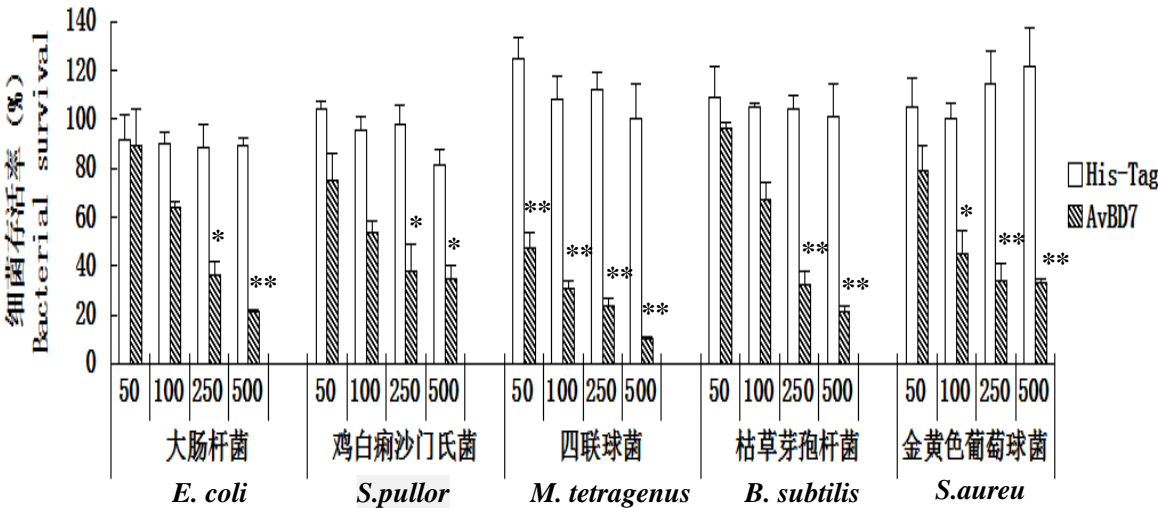 细菌存活率 (%)
Bacterial survival
140
120
100
80
60
40
20
0
** * ** ** ** ** * ** * ** ** ** **
His-Tag
AvBD7
50 100 250 500 50 100 250 500 50 100 250 500 50 100 250 500 50 100 250 500
大肠杆菌 鸡白痢沙门氏菌 四联球菌 枯草芽孢杆菌 金黄色葡萄球菌
E. coli S.pullor M. tetragenus B. subtilis S.aureu